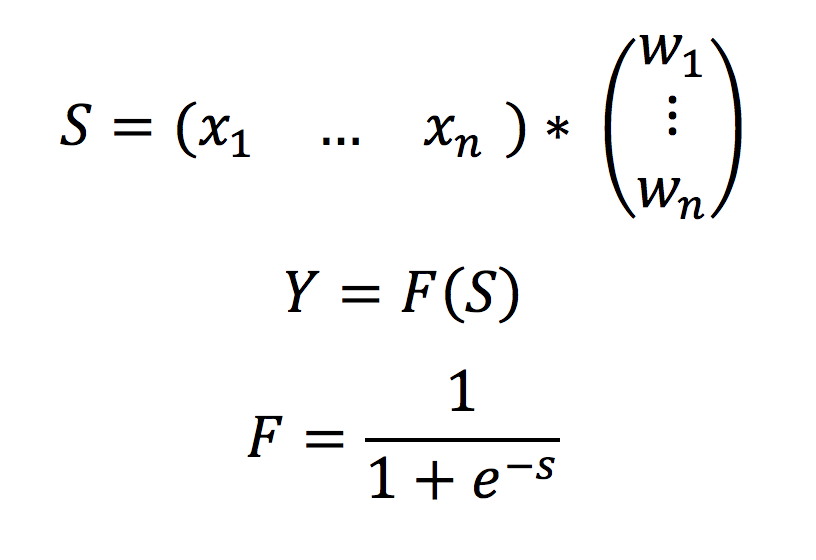 S = (x₁ … xₙ) * (w₁ ⋮ wₙ)
Y = F(S)
F = 1 / (1 + e⁻ˢ)